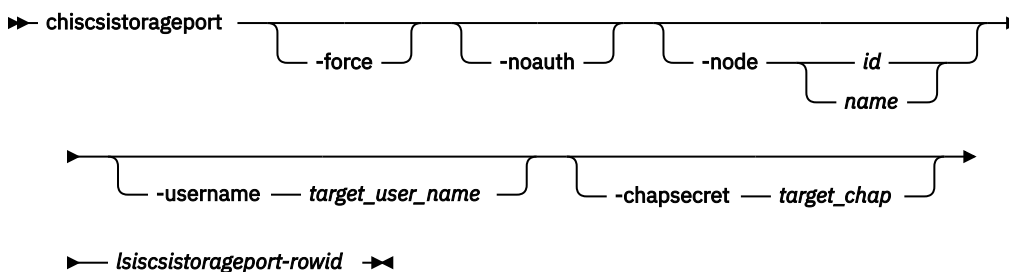 chiscsistorageport -force -noauth -node id
name
-username target_user_name -chapsecret target_chap
lsiscsistorageport-rowid